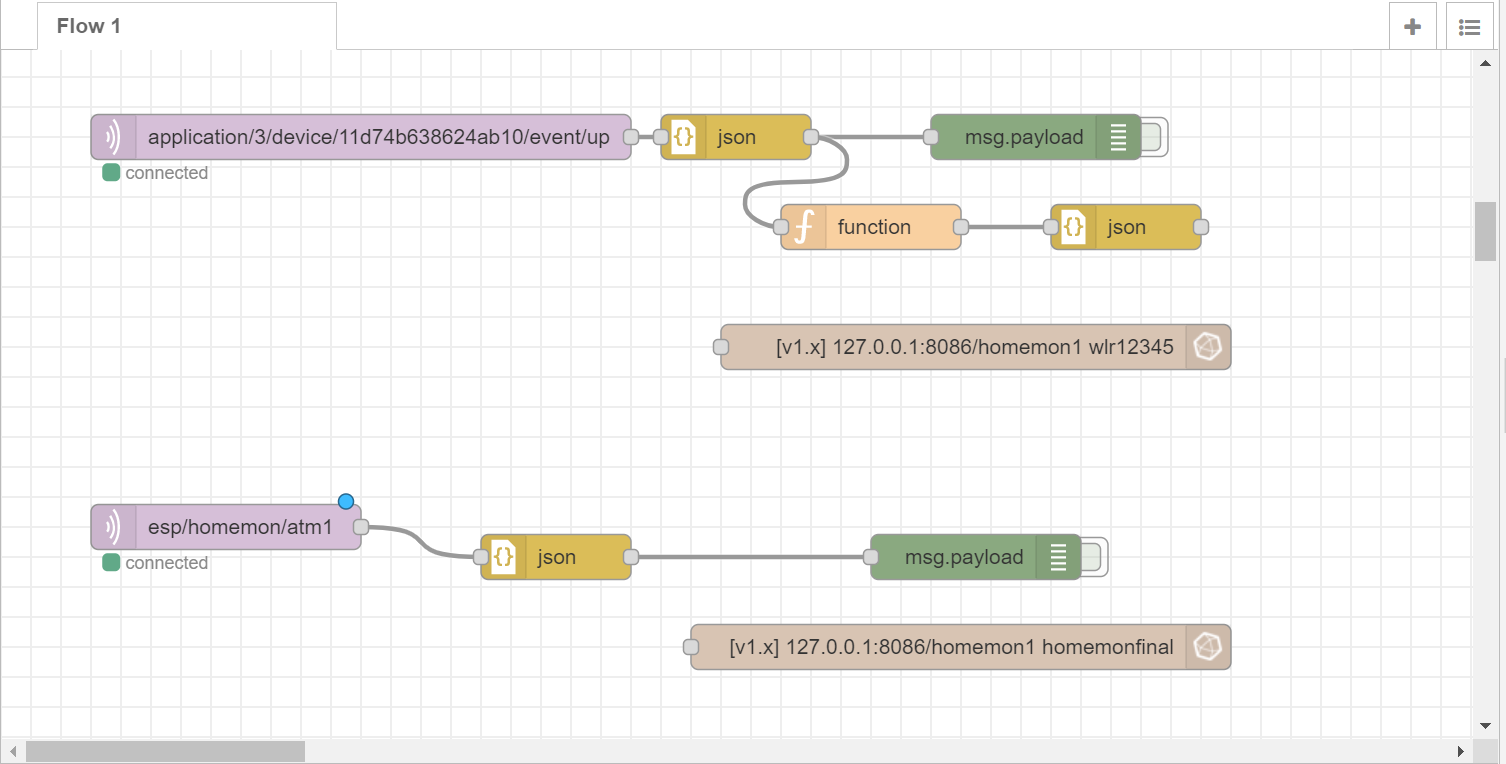 Flow 1
application/3/device/11d74b638624ab10/event/up
json
msg.payload
connected
function
json
[v1.x] 127.0.0.1:8086/homemon1 wlr12345
esp/homemon/atm1
connected
json
msg.payload
[v1.x] 127.0.0.1:8086/homemon1 homemonfinal